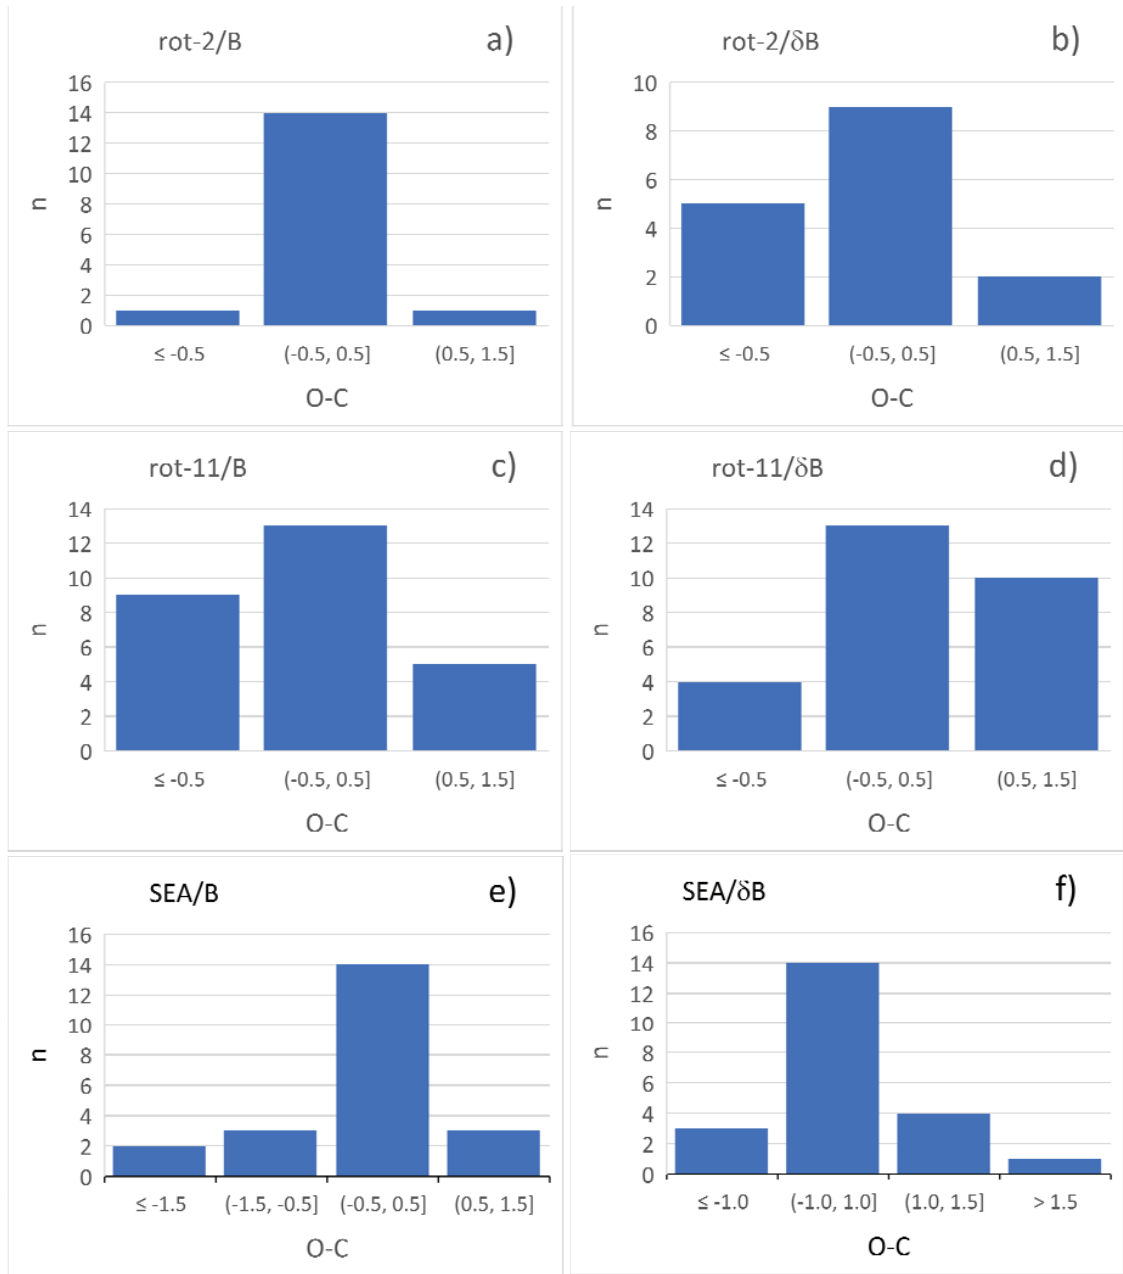 rot-2/B a)
16
14
12
10
8
6
4
2
0
n
≤ -0.5 (-0.5, 0.5] (0.5, 1.5]
O-C
rot-2/δB b)
10
8
6
4
2
0
n
≤ -0.5 (-0.5, 0.5] (0.5, 1.5]
O-C
rot-11/B c)
14
12
10
8
6
4
2
0
n
≤ -0.5 (-0.5, 0.5] (0.5, 1.5]
O-C
rot-11/δB d)
14
12
10
8
6
4
2
0
n
≤ -0.5 (-0.5, 0.5] (0.5, 1.5]
O-C
SEA/B e)
16
14
12
10
8
6
4
2
0
n
≤ -1.5 (-1.5, -0.5] (-0.5, 0.5] (0.5, 1.5]
O-C
SEA/δB f)
16
14
12
10
8
6
4
2
0
n
≤ -1.0 (-1.0, 1.0] (1.0, 1.5] > 1.5
O-C